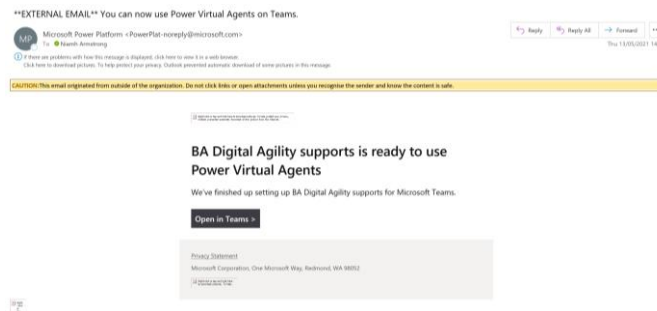 **EXTERNAL EMAIL** You can now use Power Virtual Agents on Teams.
MP
Microsoft Power Platform <PowerPlat-noreply@microsoft.com>
To Niamh Armstrong
Reply
Reply All
Forward
Thu 13/05/2021 14
If there are problems with how this message is displayed, click here to view it in a web browser.
Click here to download pictures. To help protect your privacy, Outlook prevented automatic download of some pictures in this message.
CAUTION:This email originated from outside of the organization. Do not click links or open attachments unless you recognise the sender and know the content is safe.
BA Digital Agility supports is ready to use
Power Virtual Agents
We've finished up setting up BA Digital Agility supports for Microsoft Teams.
Open in Teams >
Privacy Statement
Microsoft Corporation, One Microsoft Way, Redmond, WA 98052